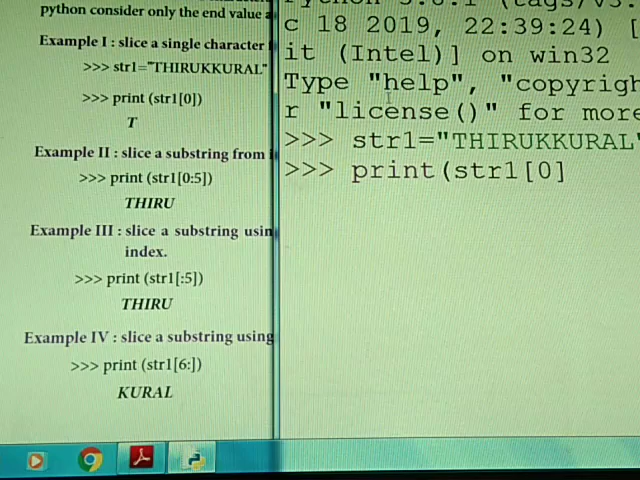 python consider only the end value
Example I : slice a single character
>>> str1="THIRUKKURAL"
>>> print (str1[0])
T
Example II : slice a substring from
>>> print (str1[0:5])
THIRU
Example III : slice a substring usin
index.
>>> print (str1[:5])
THIRU
Example IV : slice a substring using
>>> print (str1[6:])
KURAL
c 18 2019, 22:39:24) [
it (Intel)] on win32
Type "help", "copyrigh
r "license()" for more
>>> str1="THIRUKKURAL"
>>> print(str1[0]